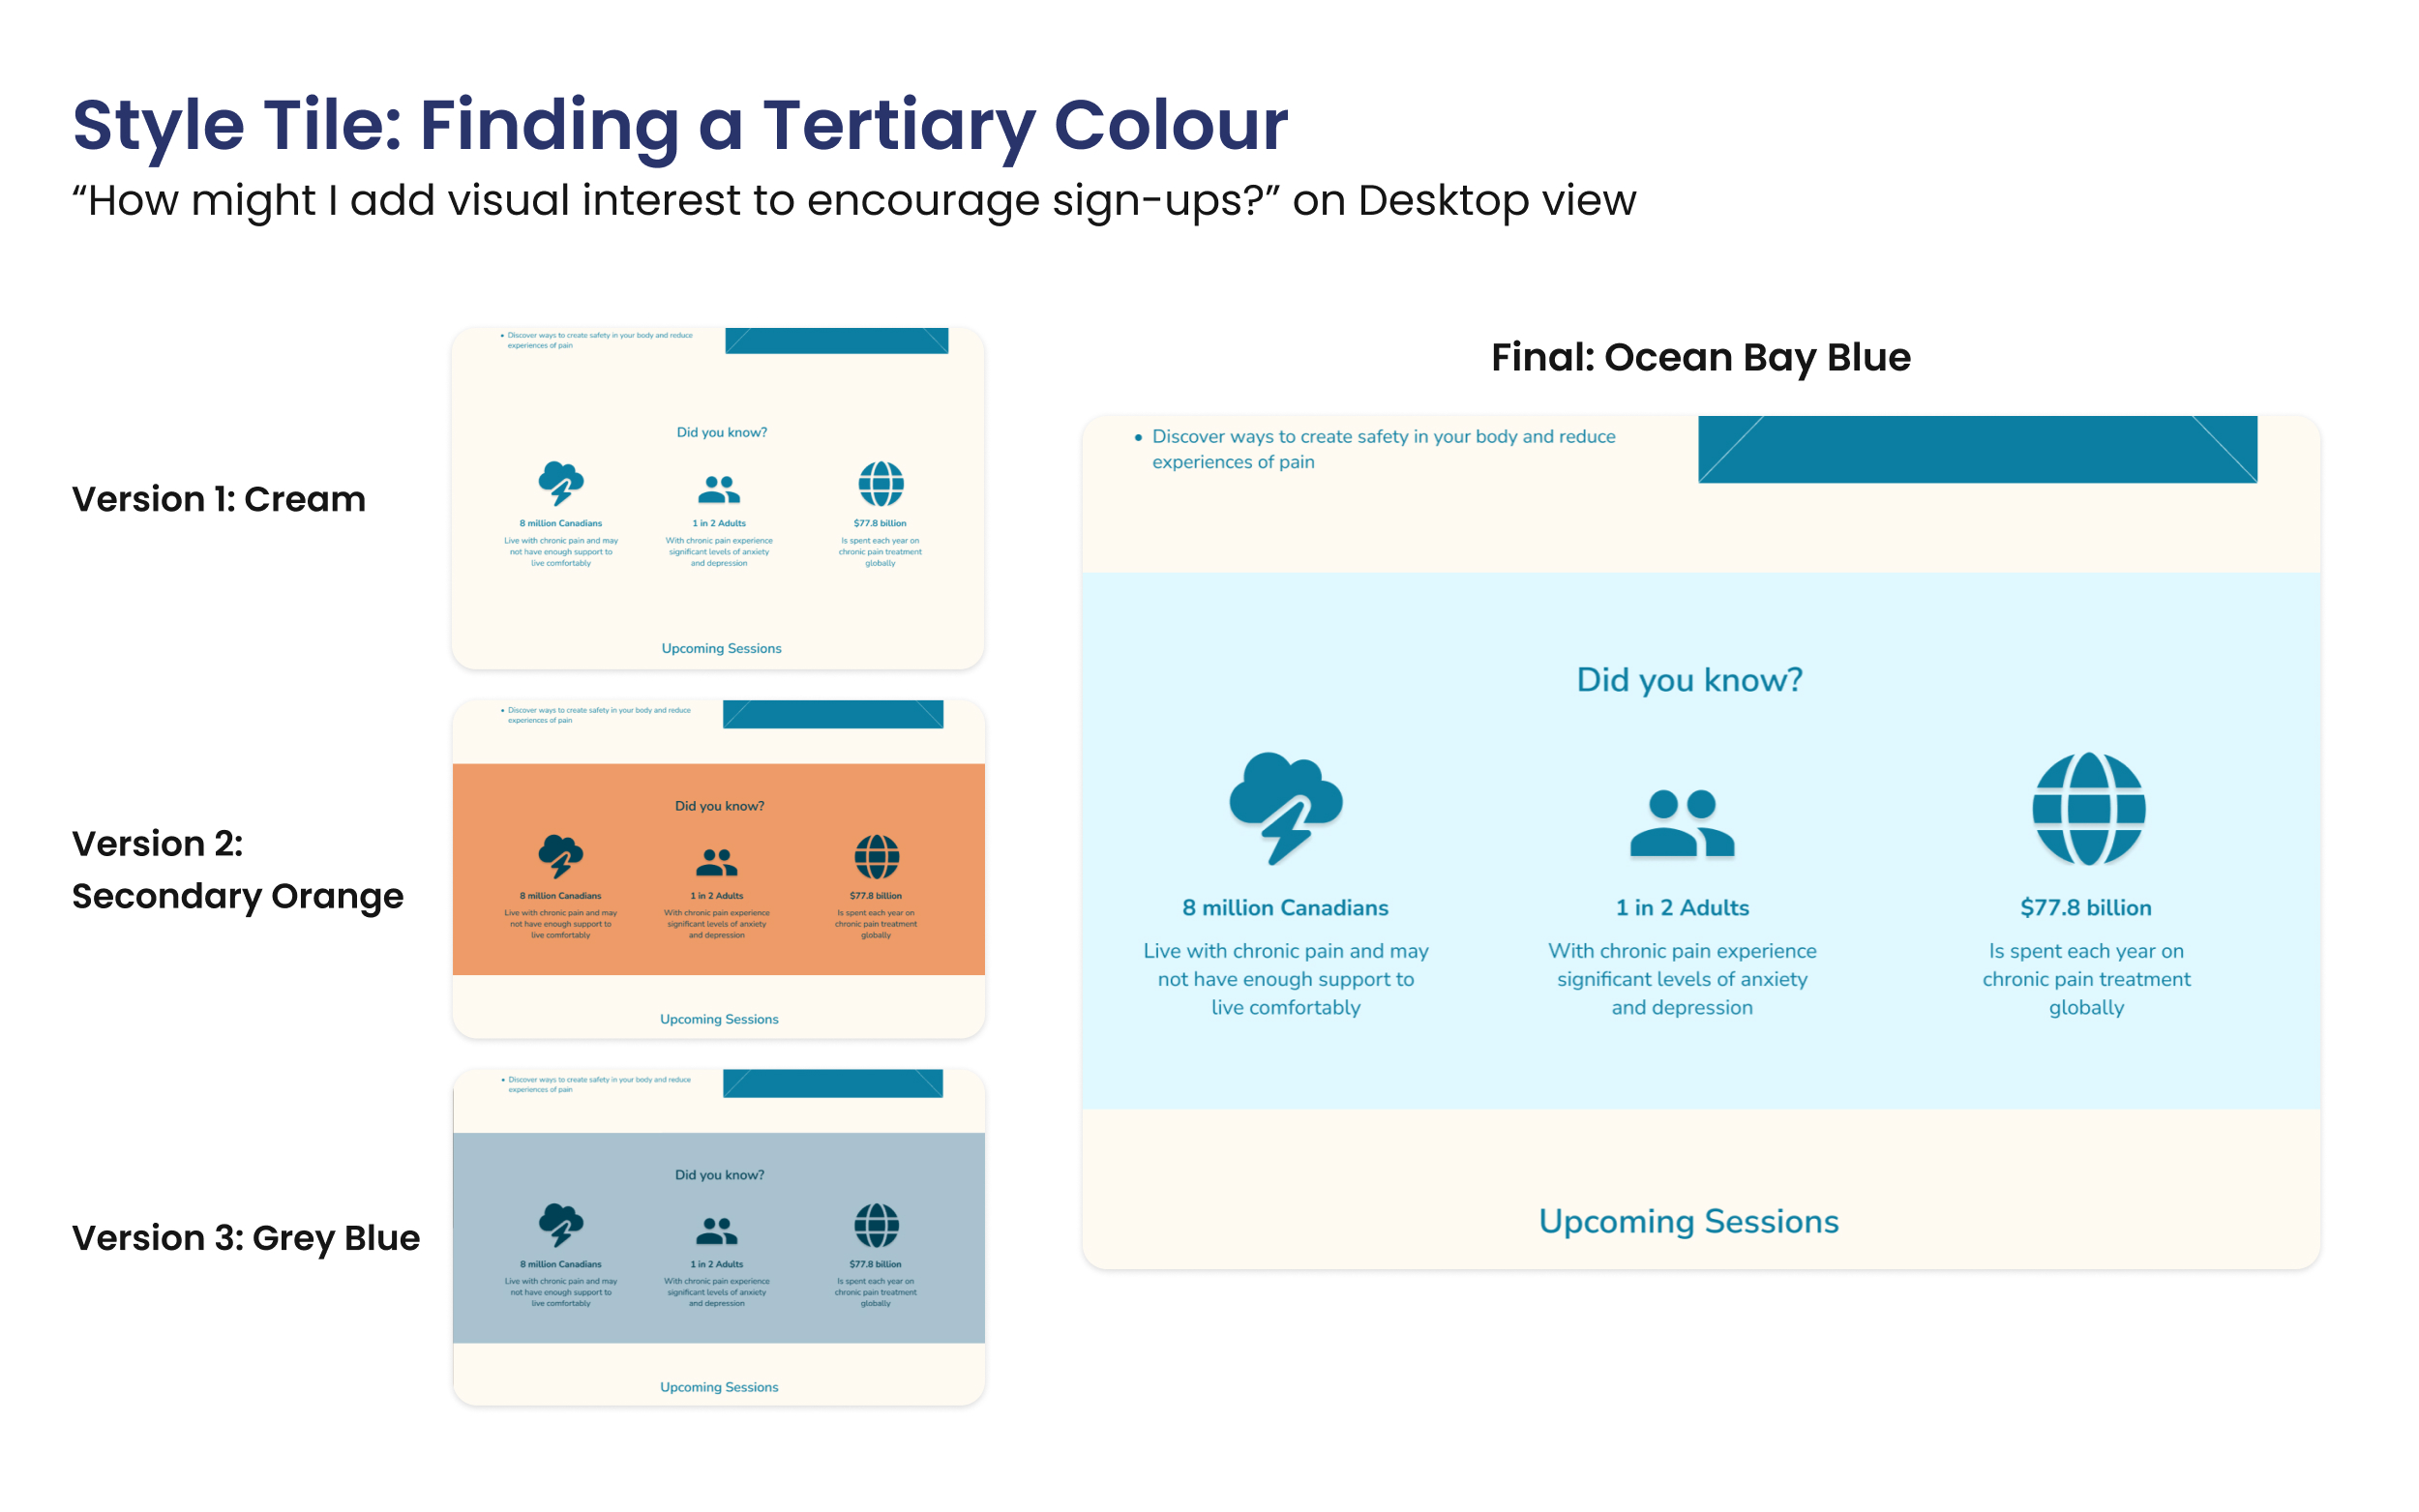 Style Tile: Finding a Tertiary Colour
“How might I add visual interest to encourage sign-ups?” on Desktop view
Version 1: Cream
• Discover ways to create safety in your body and reduce
experiences of pain
Did you know?
8 million Canadians
Live with chronic pain and may
not have enough support to
live comfortably
1 in 2 Adults
With chronic pain experience
significant levels of anxiety
and depression
$77.8 billion
Is spent each year on
chronic pain treatment
globally
Upcoming Sessions
Version 2:
Secondary Orange
• Discover ways to create safety in your body and reduce
experiences of pain
Did you know?
8 million Canadians
Live with chronic pain and may
not have enough support to
live comfortably
1 in 2 Adults
With chronic pain experience
significant levels of anxiety
and depression
$77.8 billion
Is spent each year on
chronic pain treatment
globally
Upcoming Sessions
Version 3: Grey Blue
• Discover ways to create safety in your body and reduce
experiences of pain
Did you know?
8 million Canadians
Live with chronic pain and may
not have enough support to
live comfortably
1 in 2 Adults
With chronic pain experience
significant levels of anxiety
and depression
$77.8 billion
Is spent each year on
chronic pain treatment
globally
Upcoming Sessions
Final: Ocean Bay Blue
• Discover ways to create safety in your body and reduce
experiences of pain
Did you know?
8 million Canadians
Live with chronic pain and may
not have enough support to
live comfortably
1 in 2 Adults
With chronic pain experience
significant levels of anxiety
and depression
$77.8 billion
Is spent each year on
chronic pain treatment
globally
Upcoming Sessions